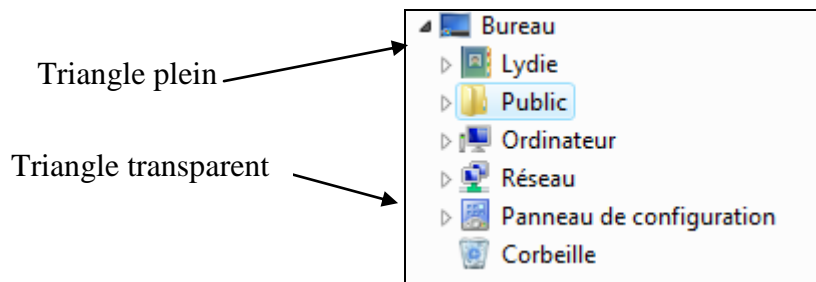 Triangle plein
Triangle transparent
Bureau
Lydie
Public
Ordinateur
Réseau
Panneau de configuration
Corbeille